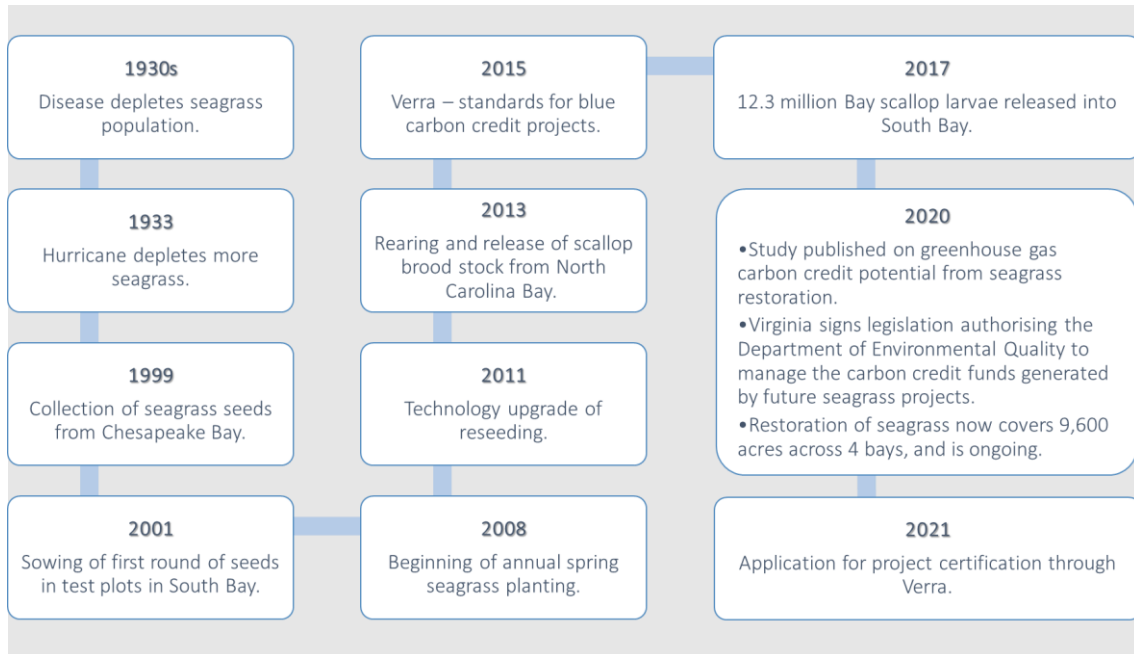 1930s
Disease depletes seagrass
population.
1933
Hurricane depletes more
seagrass.
1999
Collection of seagrass seeds
from Chesapeake Bay.
2001
Sowing of first round of seeds
in test plots in South Bay.
2008
Beginning of annual spring
seagrass planting.
2011
Technology upgrade of
reseeding.
2013
Rearing and release of scallop
brood stock from North
Carolina Bay.
2015
Verra – standards for blue
carbon credit projects.
2017
12.3 million Bay scallop larvae released into
South Bay.
2020
•Study published on greenhouse gas
carbon credit potential from seagrass
restoration.
•Virginia signs legislation authorising the
Department of Environmental Quality to
manage the carbon credit funds generated
by future seagrass projects.
•Restoration of seagrass now covers 9,600
acres across 4 bays, and is ongoing.
2021
Application for project certification through
Verra.